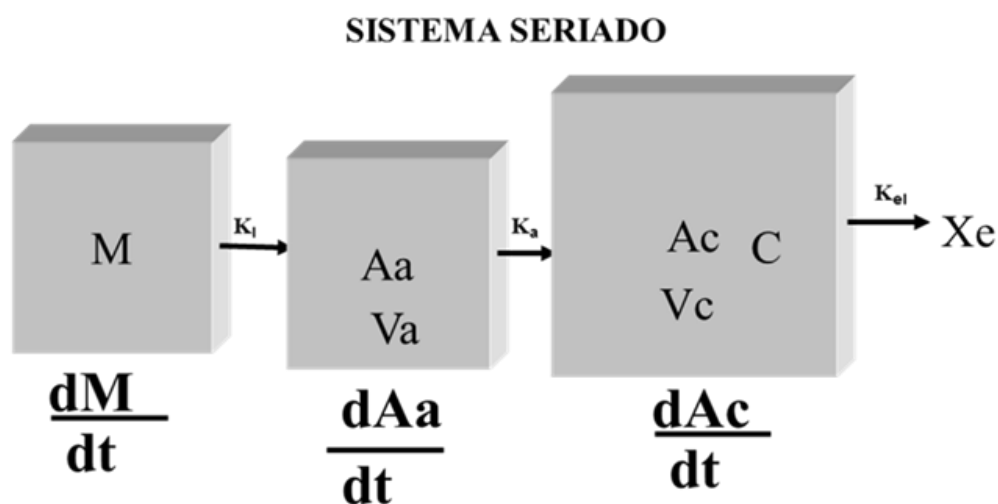 SISTEMA SERIADO
M
Kl
Aa
Va
Ka
Ac C
Vc
Kel
Xe
dM
dt
dAa
dt
dAc
dt